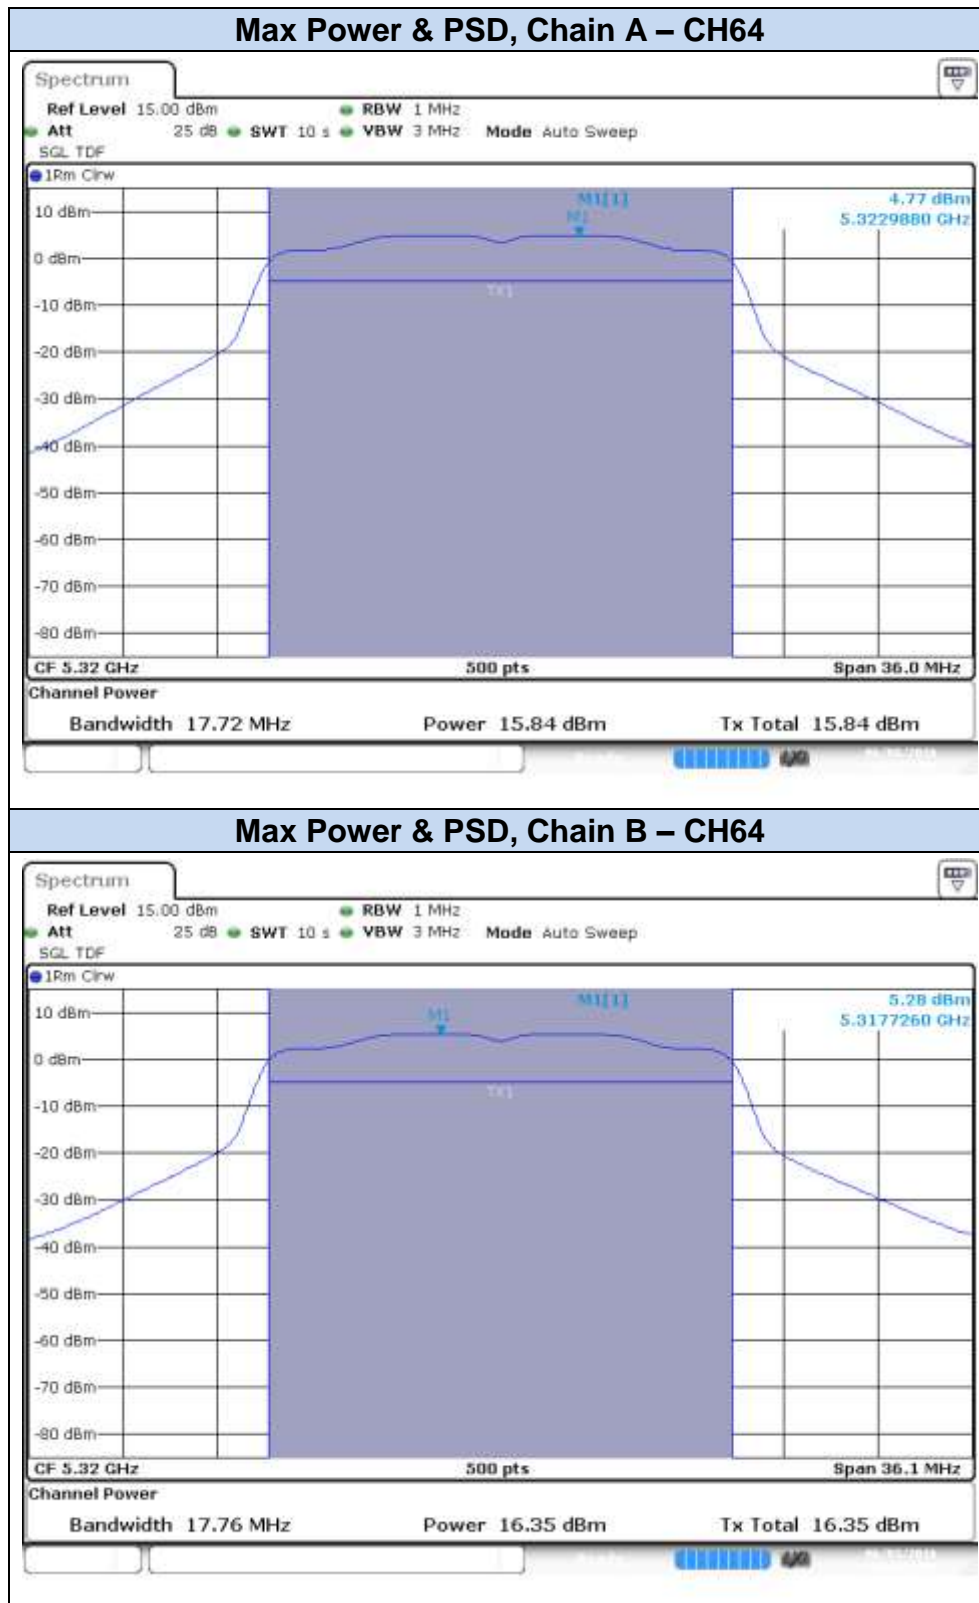 Max Power & PSD, Chain A – CH64
Spectrum
Ref Level 15.00 dBm RBW 1 MHz
Att 25 dB SWT 10 s VBW 3 MHz Mode Auto Sweep
SGL TDF
1Rm Clrw
M1[1] 4.77 dBm
5.3229880 GHz
M1
10 dBm
0 dBm
TX1
-10 dBm
-20 dBm
-30 dBm
-40 dBm
-50 dBm
-60 dBm
-70 dBm
-80 dBm
CF 5.32 GHz 500 pts Span 36.0 MHz
Channel Power
Bandwidth 17.72 MHz Power 15.84 dBm Tx Total 15.84 dBm
Max Power & PSD, Chain B – CH64
Spectrum
Ref Level 15.00 dBm RBW 1 MHz
Att 25 dB SWT 10 s VBW 3 MHz Mode Auto Sweep
SGL TDF
1Rm Clrw
M1[1] 5.28 dBm
5.3177260 GHz
M1
10 dBm
0 dBm
TX1
-10 dBm
-20 dBm
-30 dBm
-40 dBm
-50 dBm
-60 dBm
-70 dBm
-80 dBm
CF 5.32 GHz 500 pts Span 36.1 MHz
Channel Power
Bandwidth 17.76 MHz Power 16.35 dBm Tx Total 16.35 dBm